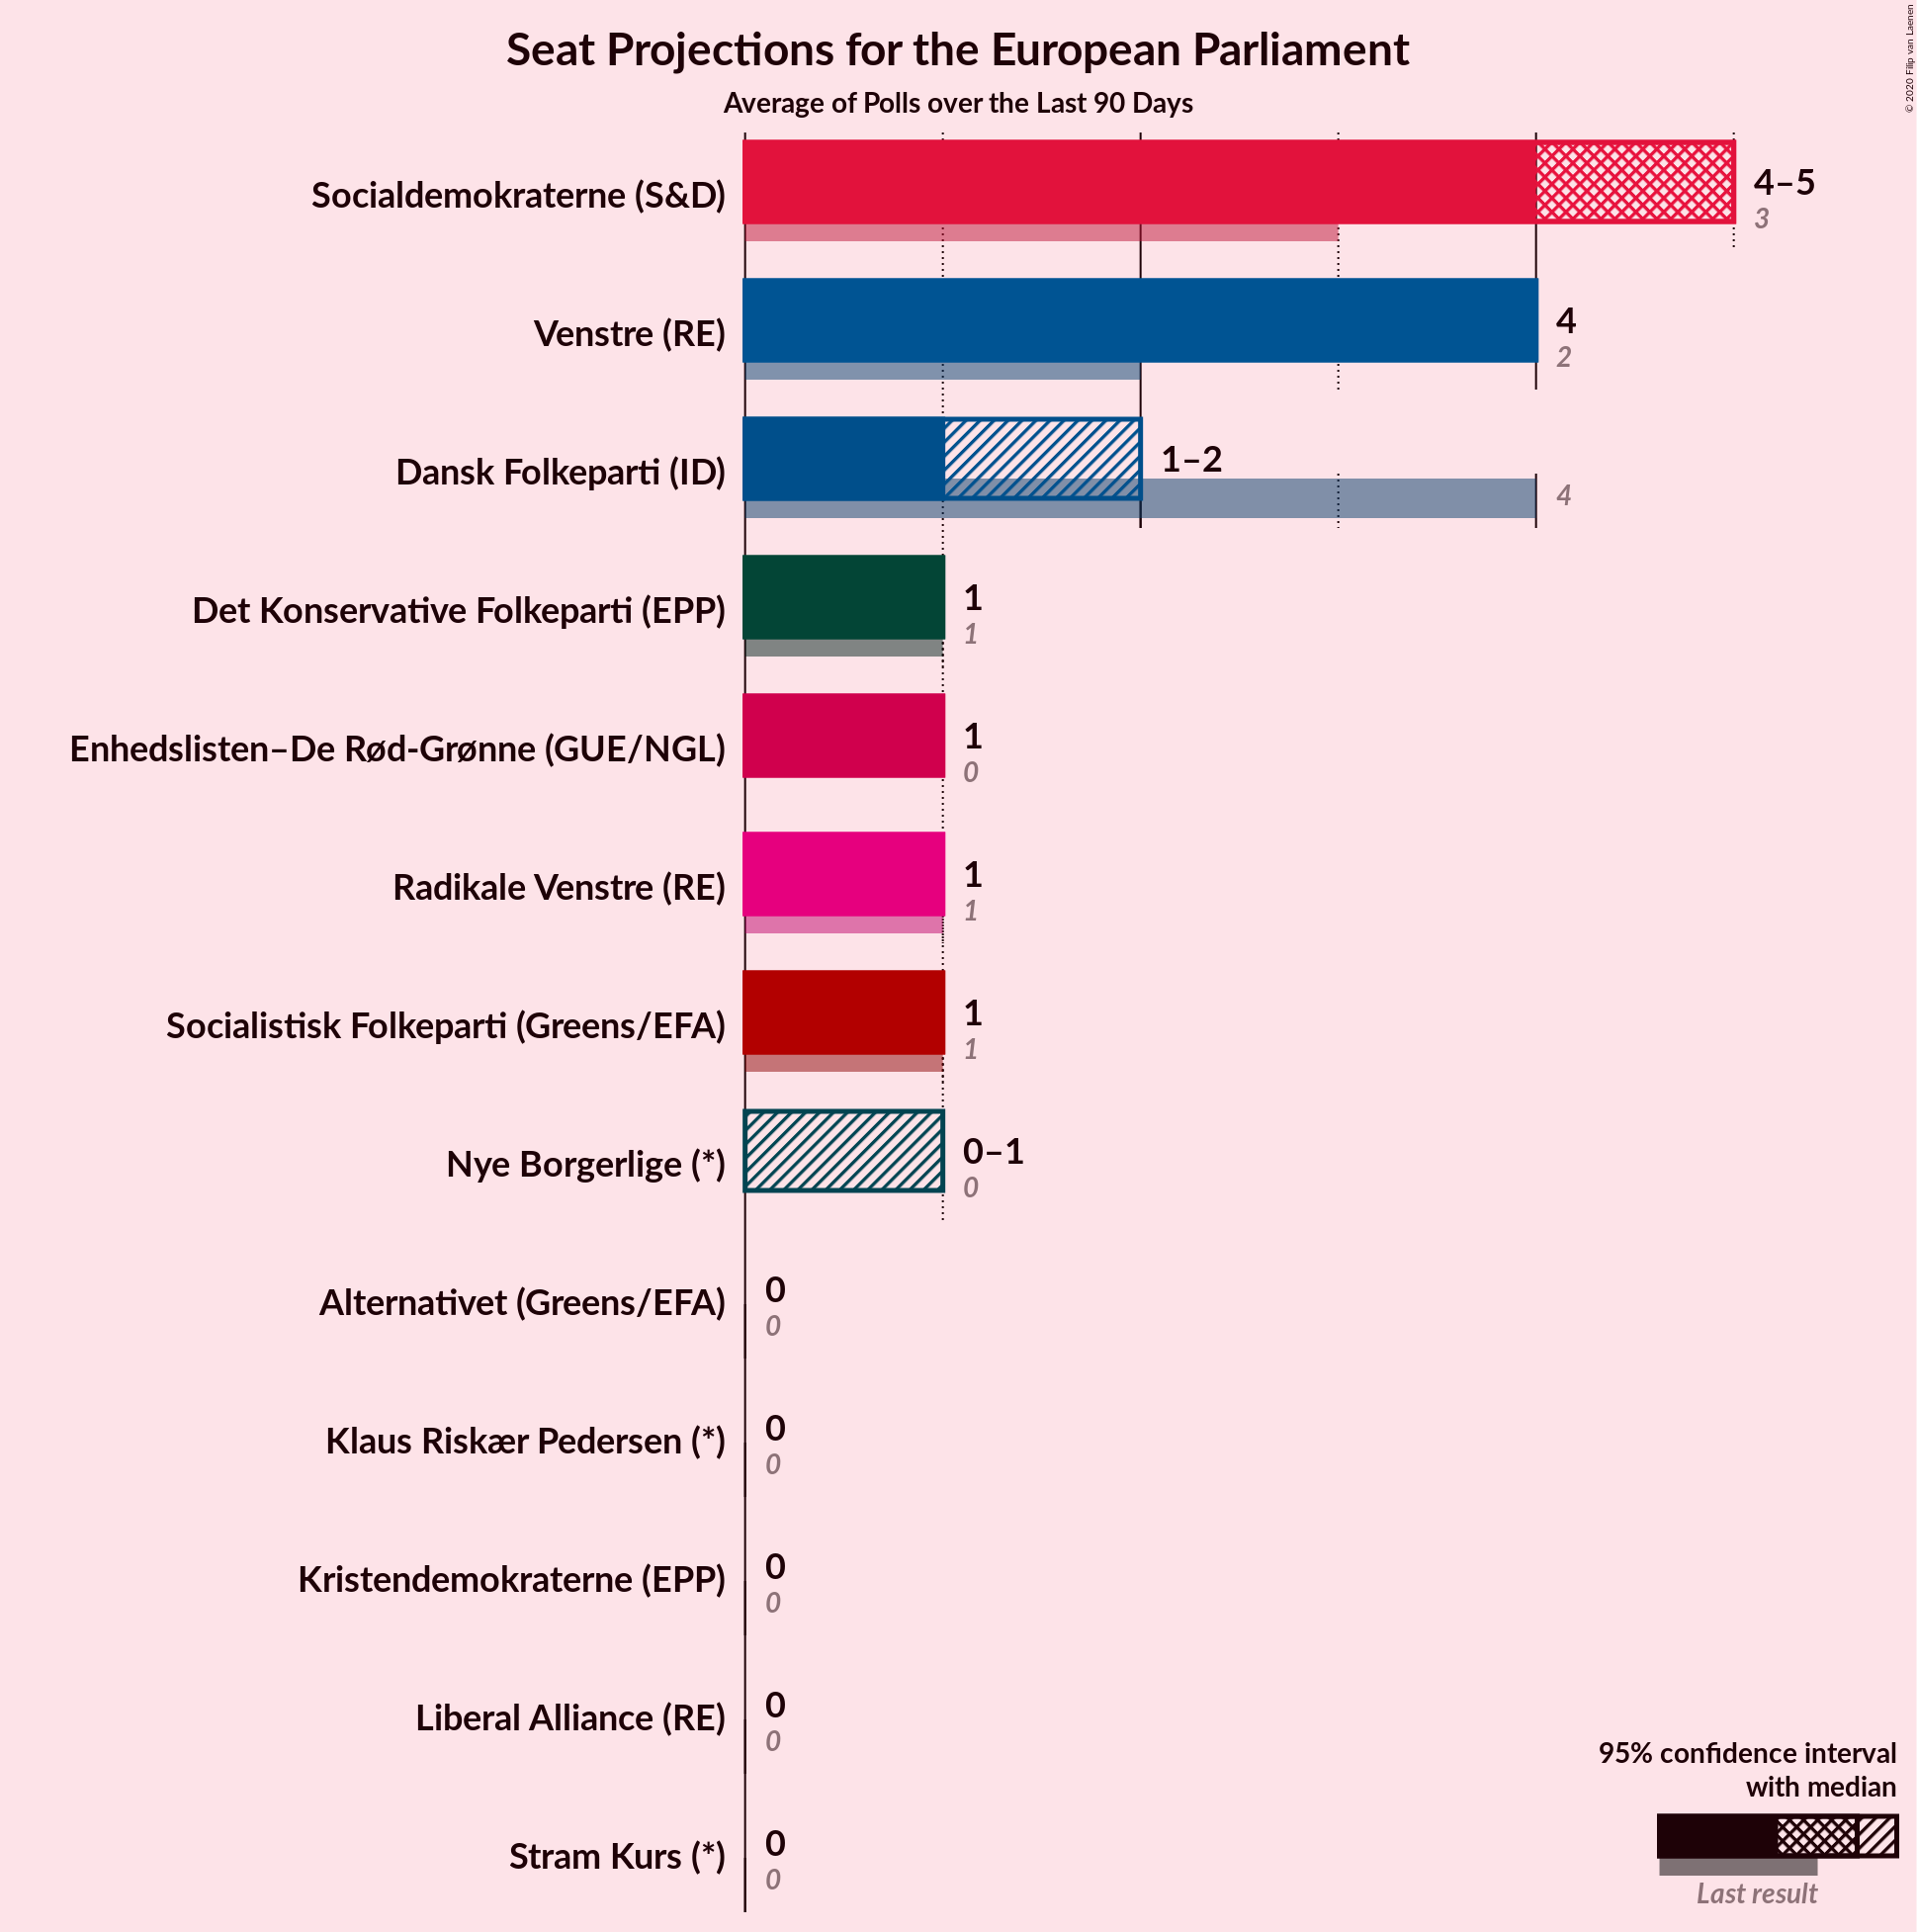 Seat Projections for the European Parliament
Average of Polls over the Last 90 Days
© 2020 Filip van Laenen
Socialdemokraterne (S&D)
4–5
3
Venstre (RE)
4
2
Dansk Folkeparti (ID)
1–2
4
Det Konservative Folkeparti (EPP)
1
1
Enhedslisten–De Rød-Grønne (GUE/NGL)
1
0
Radikale Venstre (RE)
1
1
Socialistisk Folkeparti (Greens/EFA)
1
1
Nye Borgerlige (*)
0–1
0
Alternativet (Greens/EFA)
0
0
Klaus Riskær Pedersen (*)
0
0
Kristendemokraterne (EPP)
0
0
Liberal Alliance (RE)
0
0
Stram Kurs (*)
0
0
95% confidence interval
with median
Last result